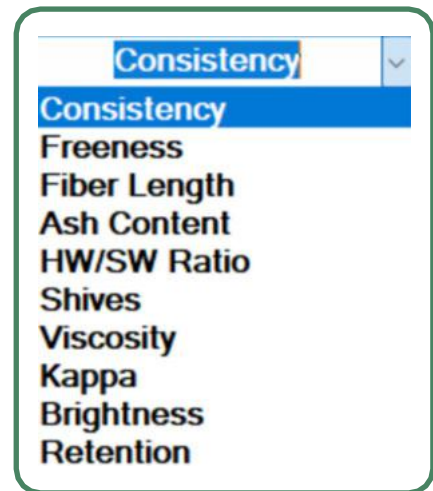 Consistency
Consistency
Freeness
Fiber Length
Ash Content
HW/SW Ratio
Shives
Viscosity
Kappa
Brightness
Retention